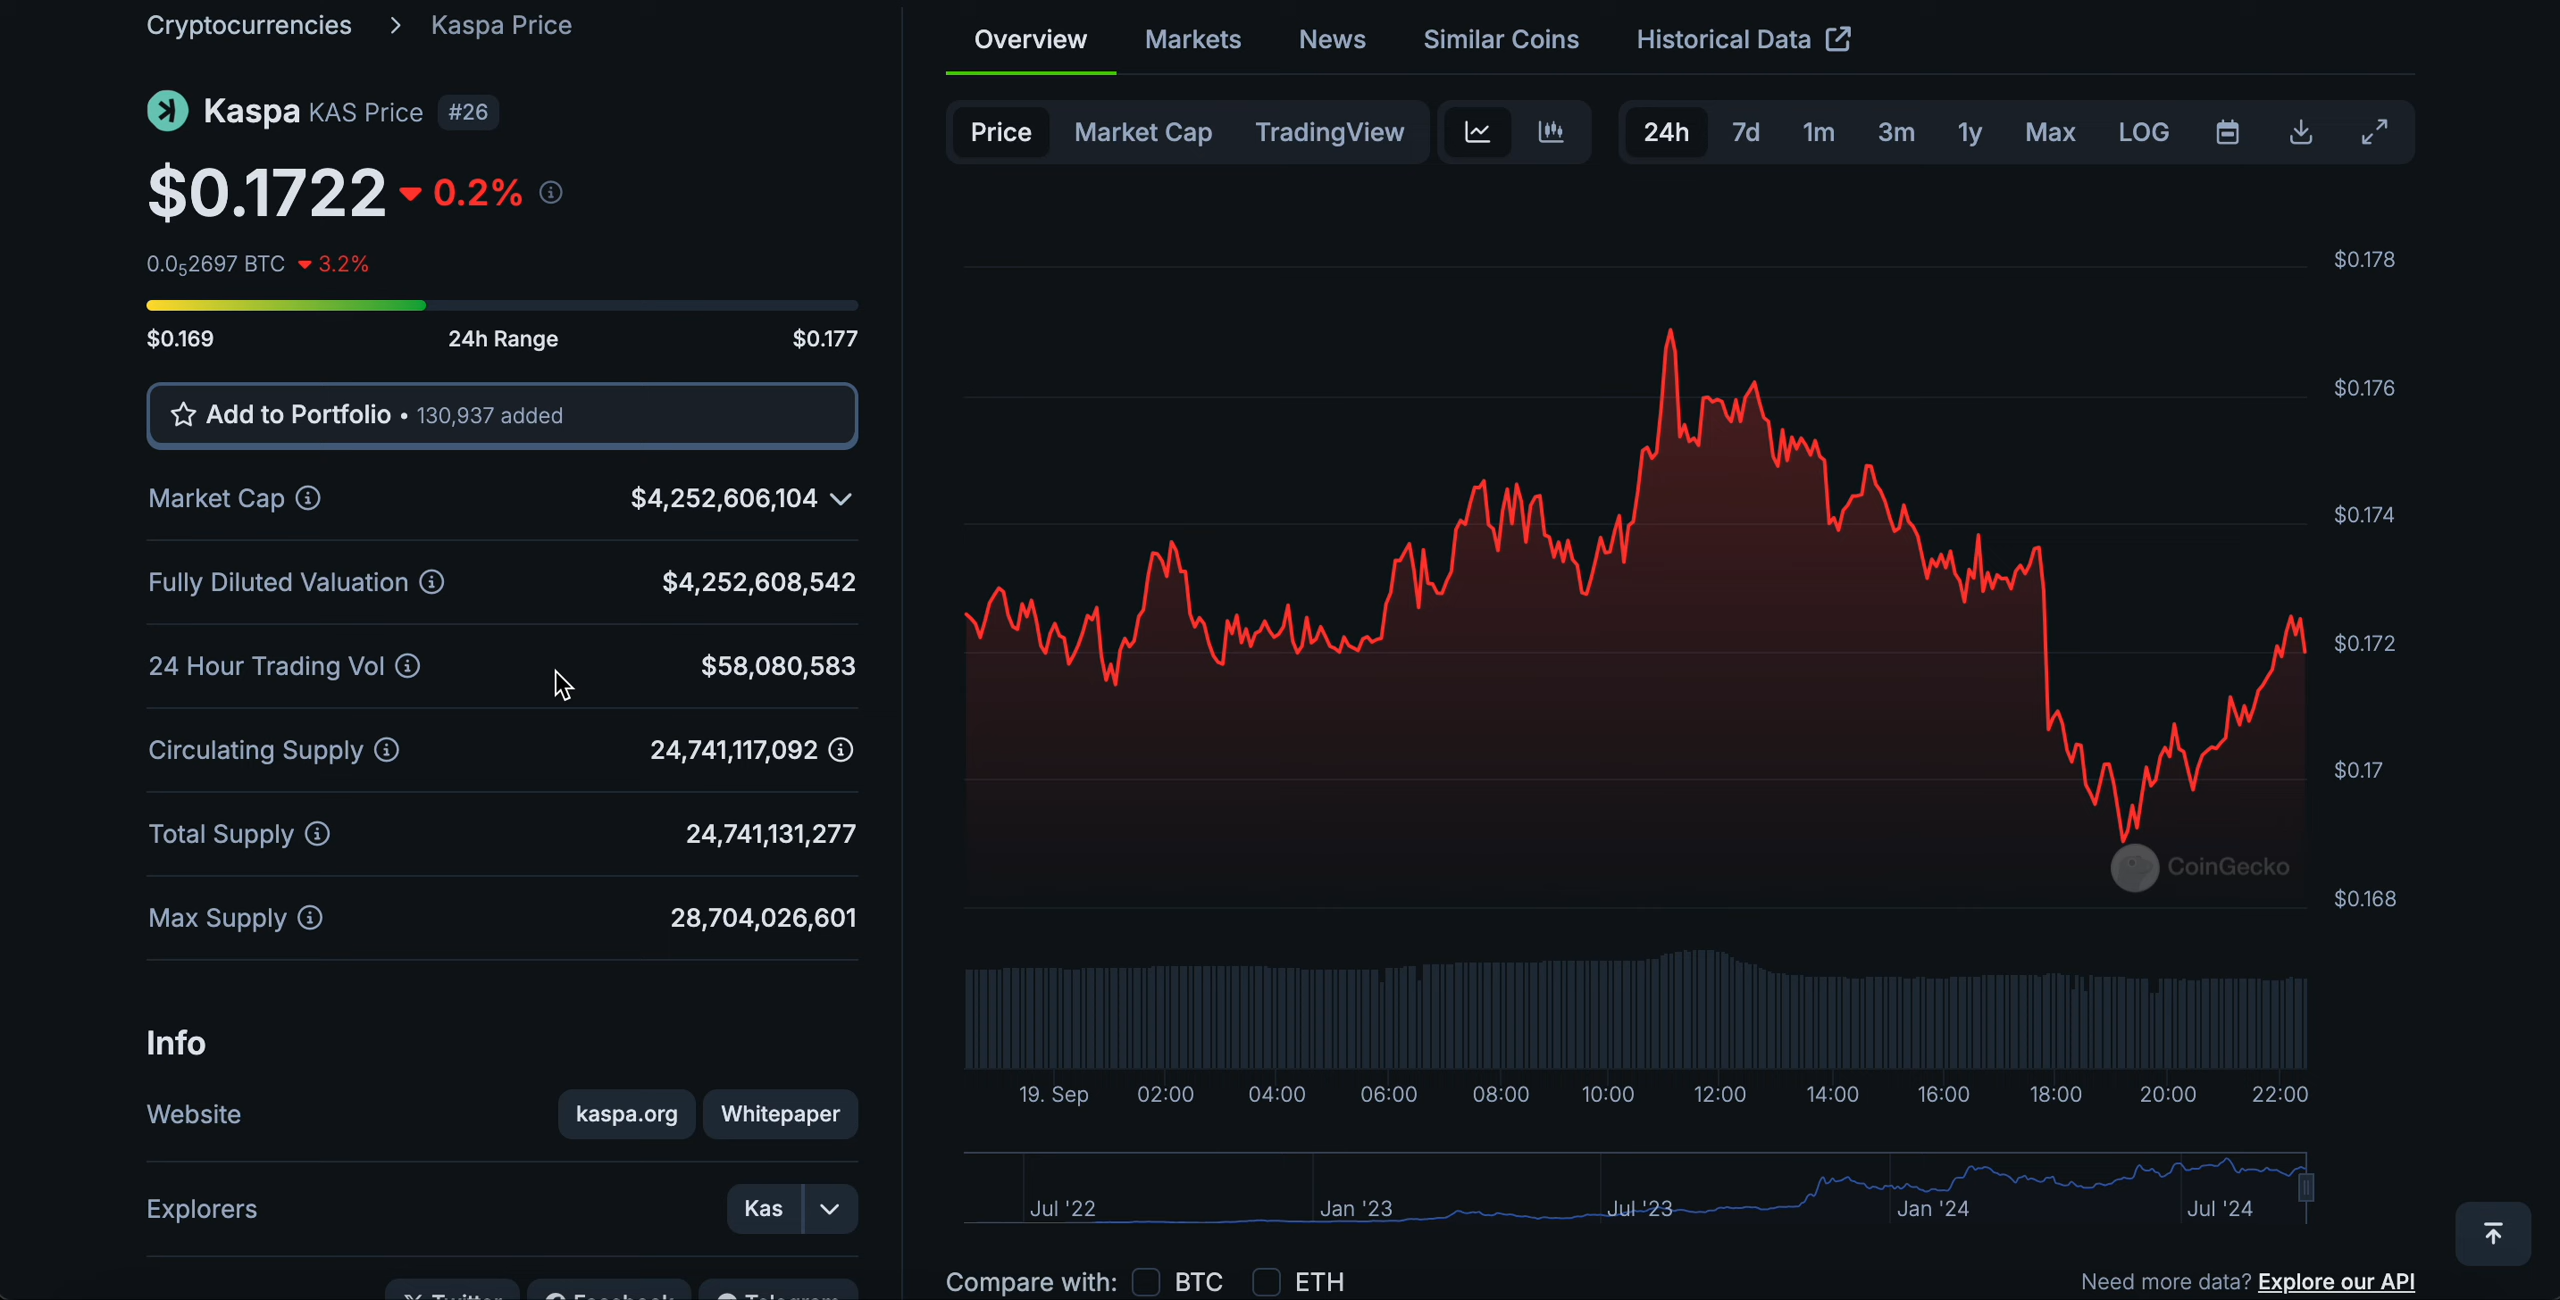 Cryptocurrencies > Kaspa Price
Kaspa KAS Price #26
$0.1722 0.2%
0.0₅2697 BTC 3.2%
$0.169 24h Range $0.177
Add to Portfolio • 130,937 added
Market Cap $4,252,606,104
Fully Diluted Valuation $4,252,608,542
24 Hour Trading Vol $58,080,583
Circulating Supply 24,741,117,092
Total Supply 24,741,131,277
Max Supply 28,704,026,601
Info
Website kaspa.org Whitepaper
Explorers Kas
Twitter Facebook Telegram
Overview Markets News Similar Coins Historical Data
Price Market Cap TradingView 24h 7d 1m 3m 1y Max LOG
$0.178
$0.176
$0.174
$0.172
$0.17
CoinGecko
$0.168
19. Sep 02:00 04:00 06:00 08:00 10:00 12:00 14:00 16:00 18:00 20:00 22:00
Jul '22 Jan '23 Jul '23 Jan '24 Jul '24
Compare with: BTC ETH
Need more data? Explore our API